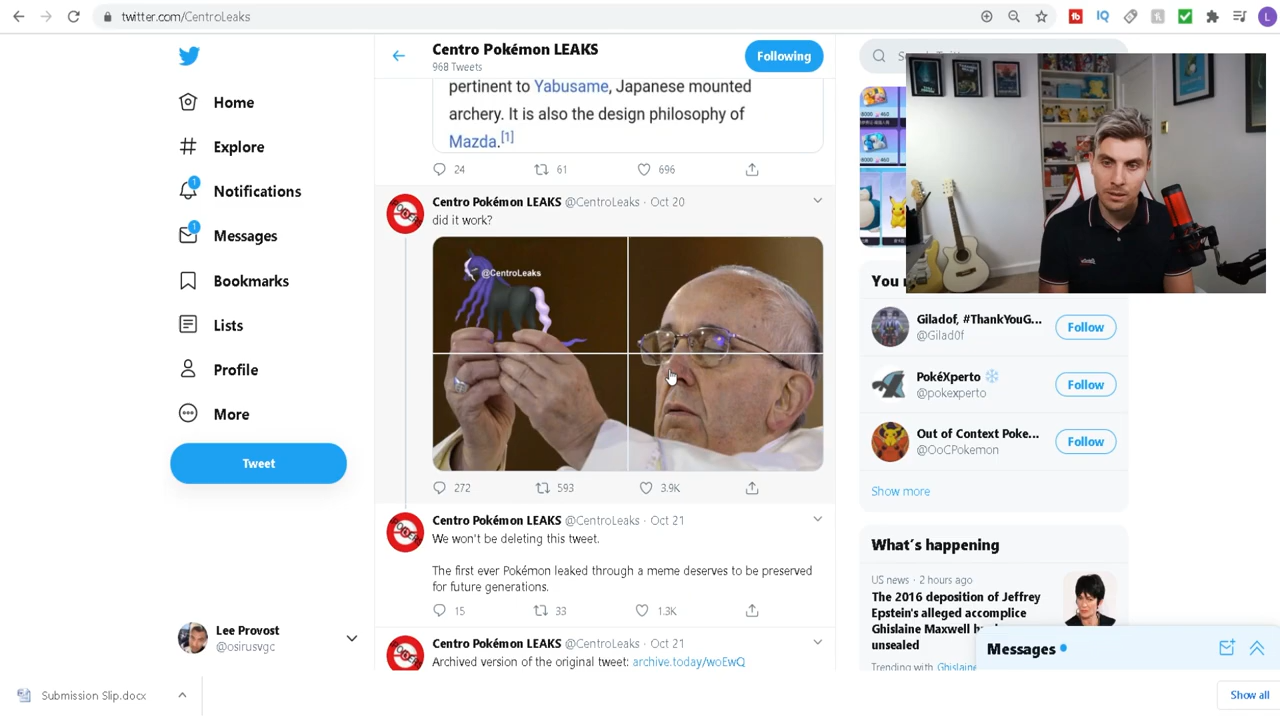 twitter.com/CentroLeaks
Centro Pokémon LEAKS
968 Tweets
Following
Home
Explore
1
Notifications
1
Messages
Bookmarks
Lists
Profile
More
Tweet
Lee Provost
@osirusvgc
pertinent to Yabusame, Japanese mounted
archery. It is also the design philosophy of
Mazda.[1]
24 61 696
Centro Pokémon LEAKS @CentroLeaks · Oct 20
did it work?
@CentroLeaks
272 593 3.9K
Centro Pokémon LEAKS @CentroLeaks · Oct 21
We won't be deleting this tweet.
The first ever Pokémon leaked through a meme deserves to be preserved
for future generations.
15 33 1.3K
Centro Pokémon LEAKS @CentroLeaks · Oct 21
Archived version of the original tweet: archive.today/woEwQ
Giladof, #ThankYouG...
@Gilad0f
Follow
PokéXperto
@pokexperto
Follow
Out of Context Poke...
@OoCPokemon
Follow
Show more
What's happening
US news · 2 hours ago
The 2016 deposition of Jeffrey
Epstein's alleged accomplice
Ghislaine Maxwell
unsealed
Trending with
Messages
Submission Slip.docx
Show all